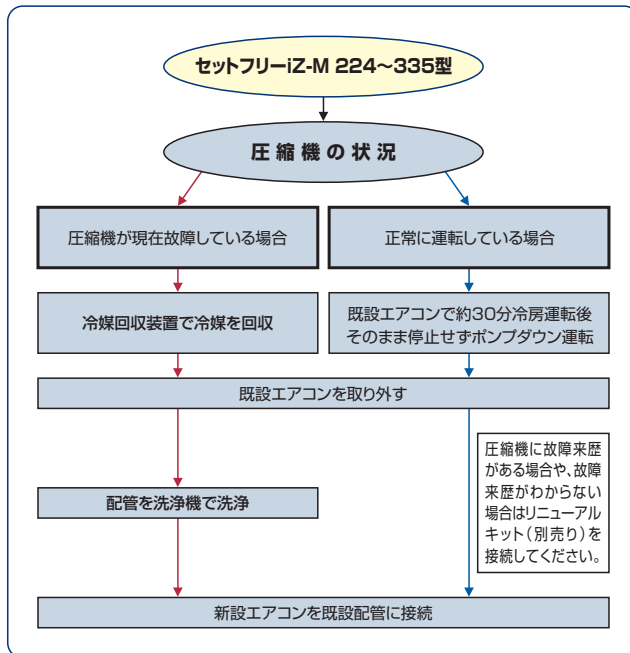 セットフリーiZ-M 224～335型
圧縮機の状況
圧縮機が現在故障している場合
正常に運転している場合
冷媒回収装置で冷媒を回収
既設エアコンで約30分冷房運転後
そのまま停止せずポンプダウン運転
既設エアコンを取り外す
圧縮機に故障来歴
がある場合や、故障
来歴がわからない
場合はリニューアル
キット（別売り）を
接続してください。
配管を洗浄機で洗浄
新設エアコンを既設配管に接続